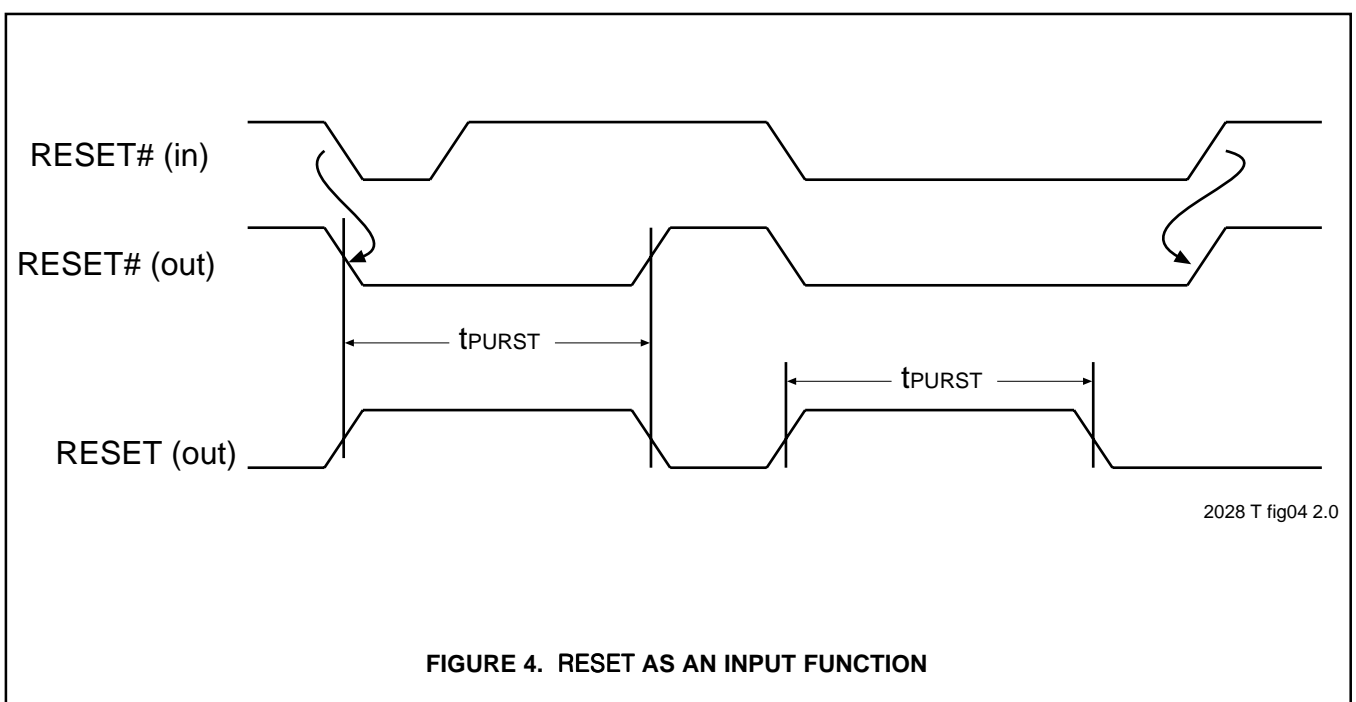 RESET# (in)
RESET# (out)
tPURST
tPURST
RESET (out)
2028 T fig04 2.0
FIGURE 4. RESET AS AN INPUT FUNCTION